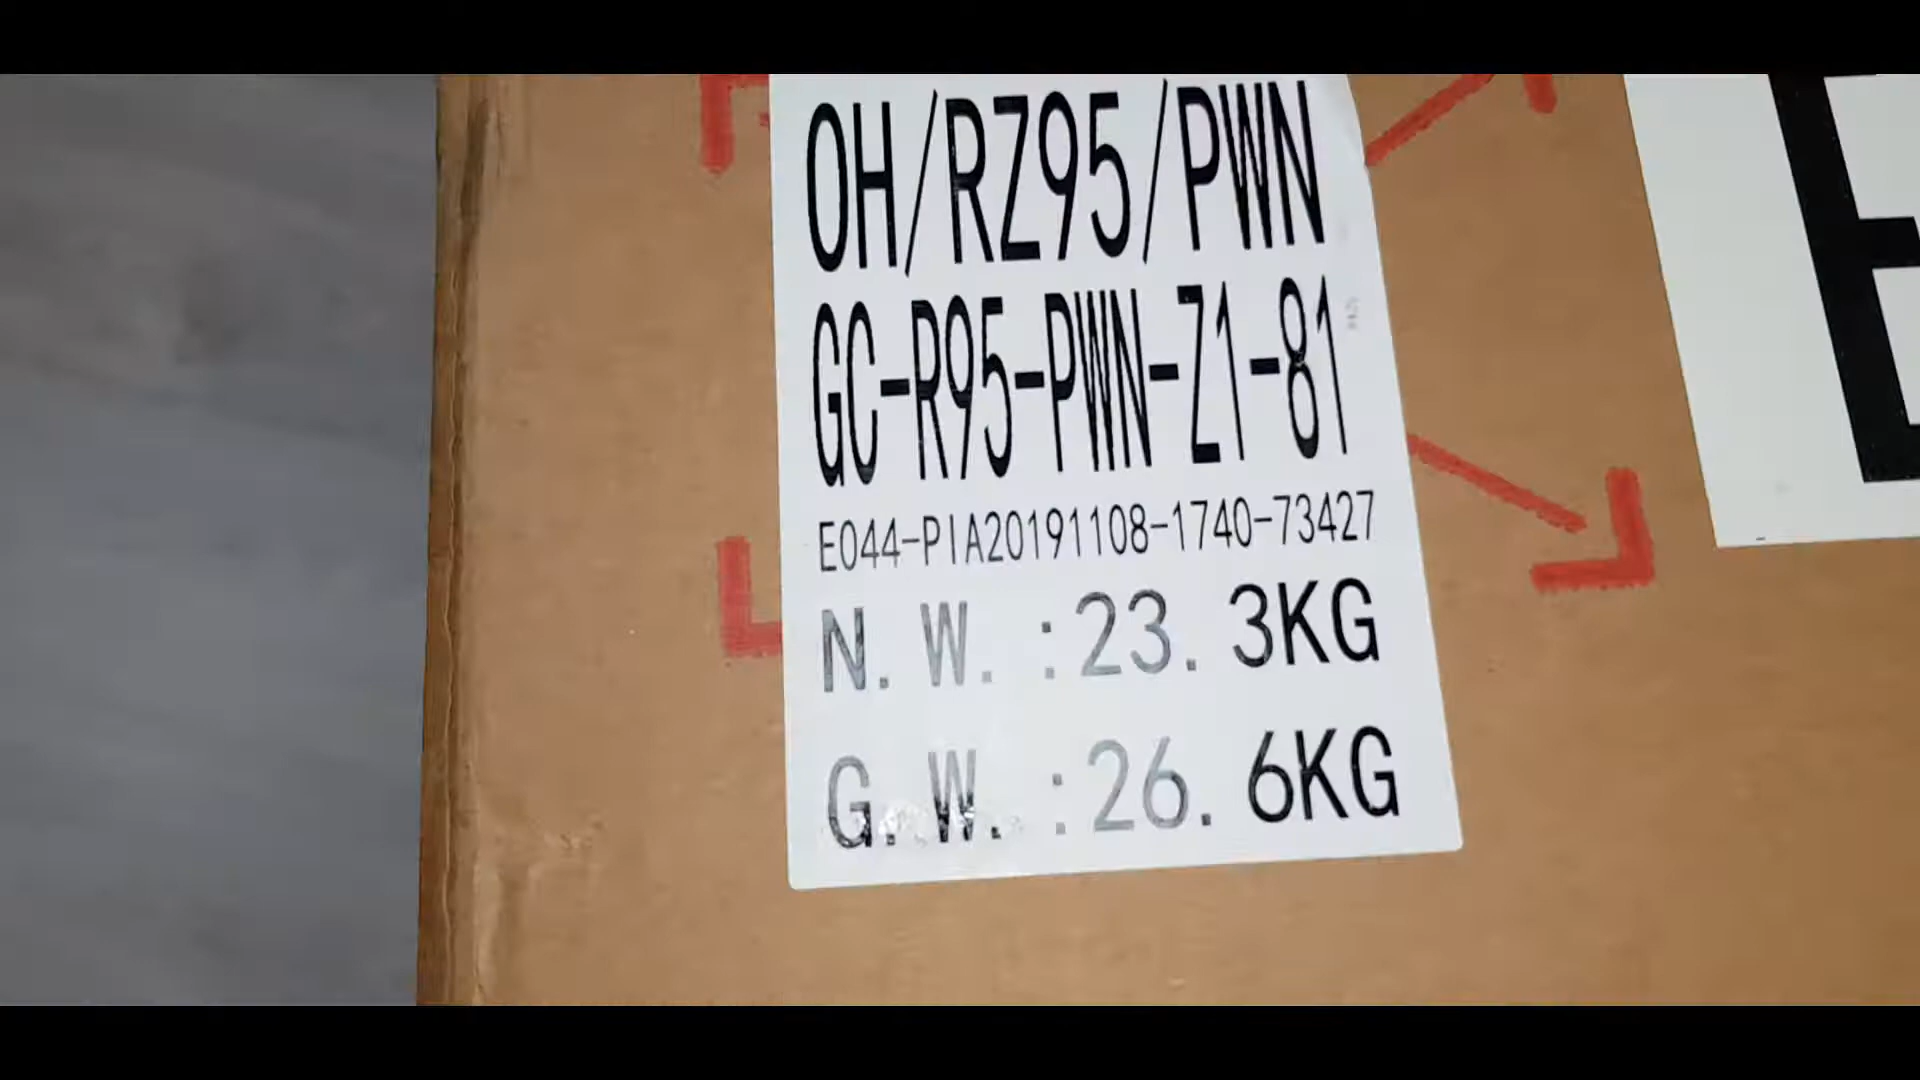 OH/RZ95/PWN
GC-R95-PWN-Z1-81
E044-PIA20191108-1740-73427
N. W. :23. 3KG
G. W. :26. 6KG
E